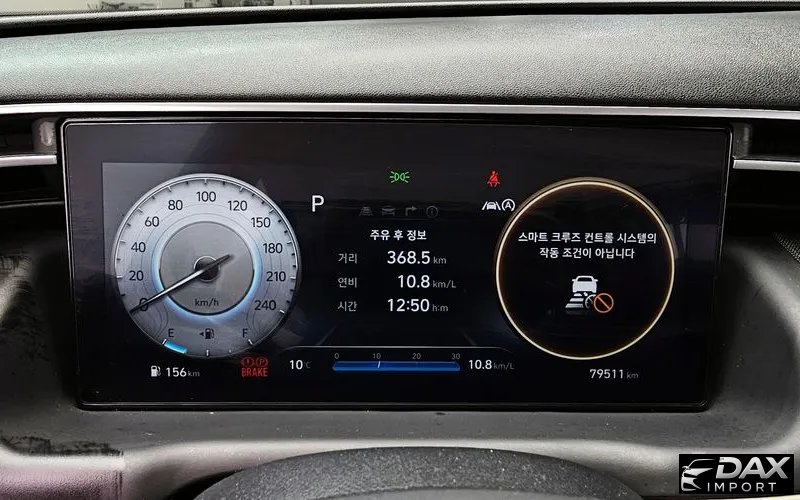 0
20
40
60
80
100
120
150
180
210
240
km/h
E
F
P
주유 후 정보
거리 368.5 km
연비 10.8 km/L
시간 12:50 h:m
스마트 크루즈 컨트롤 시스템의
작동 조건이 아닙니다
156 km
BRAKE
10°C
0 10 30
10.8 km/L
79511 km
DAX
IMPORT